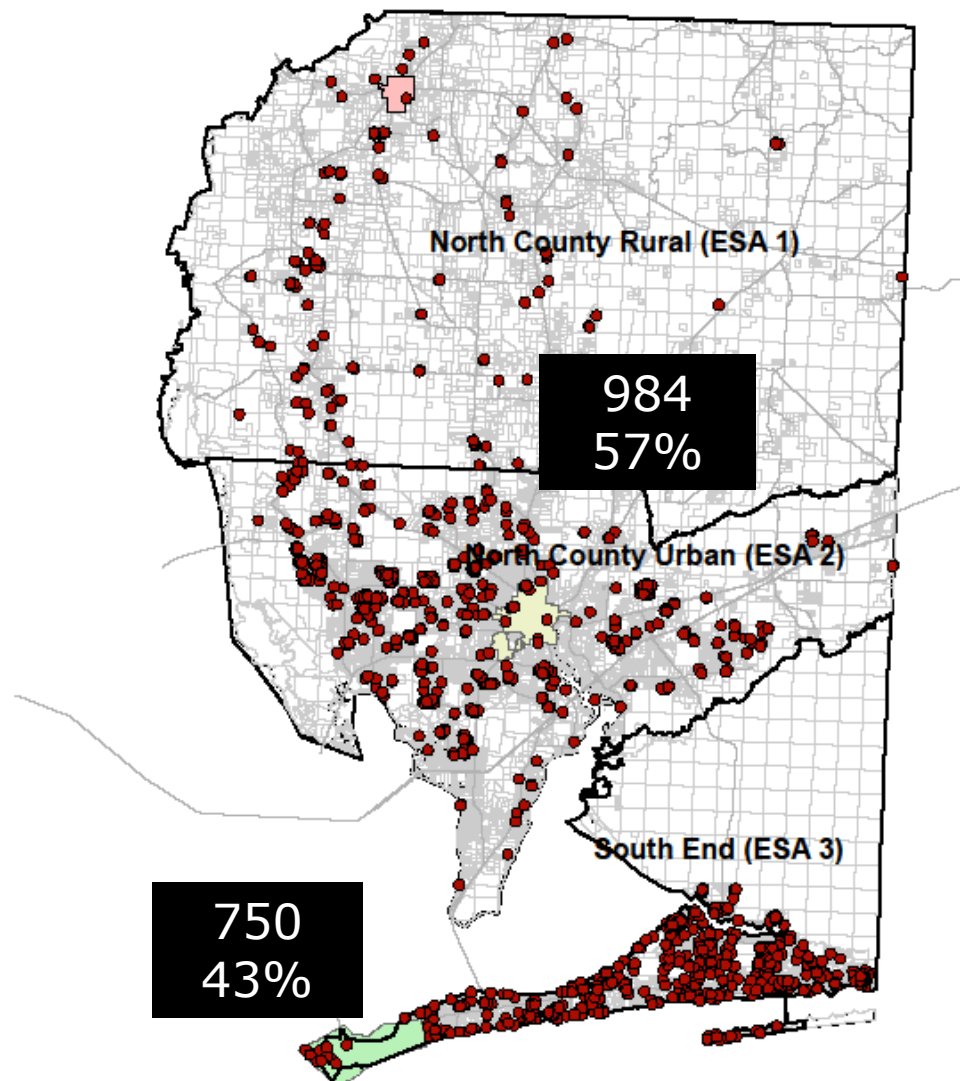 North County Rural (ESA 1)
984
57%
North County Urban (ESA 2)
South End (ESA 3)
750
43%